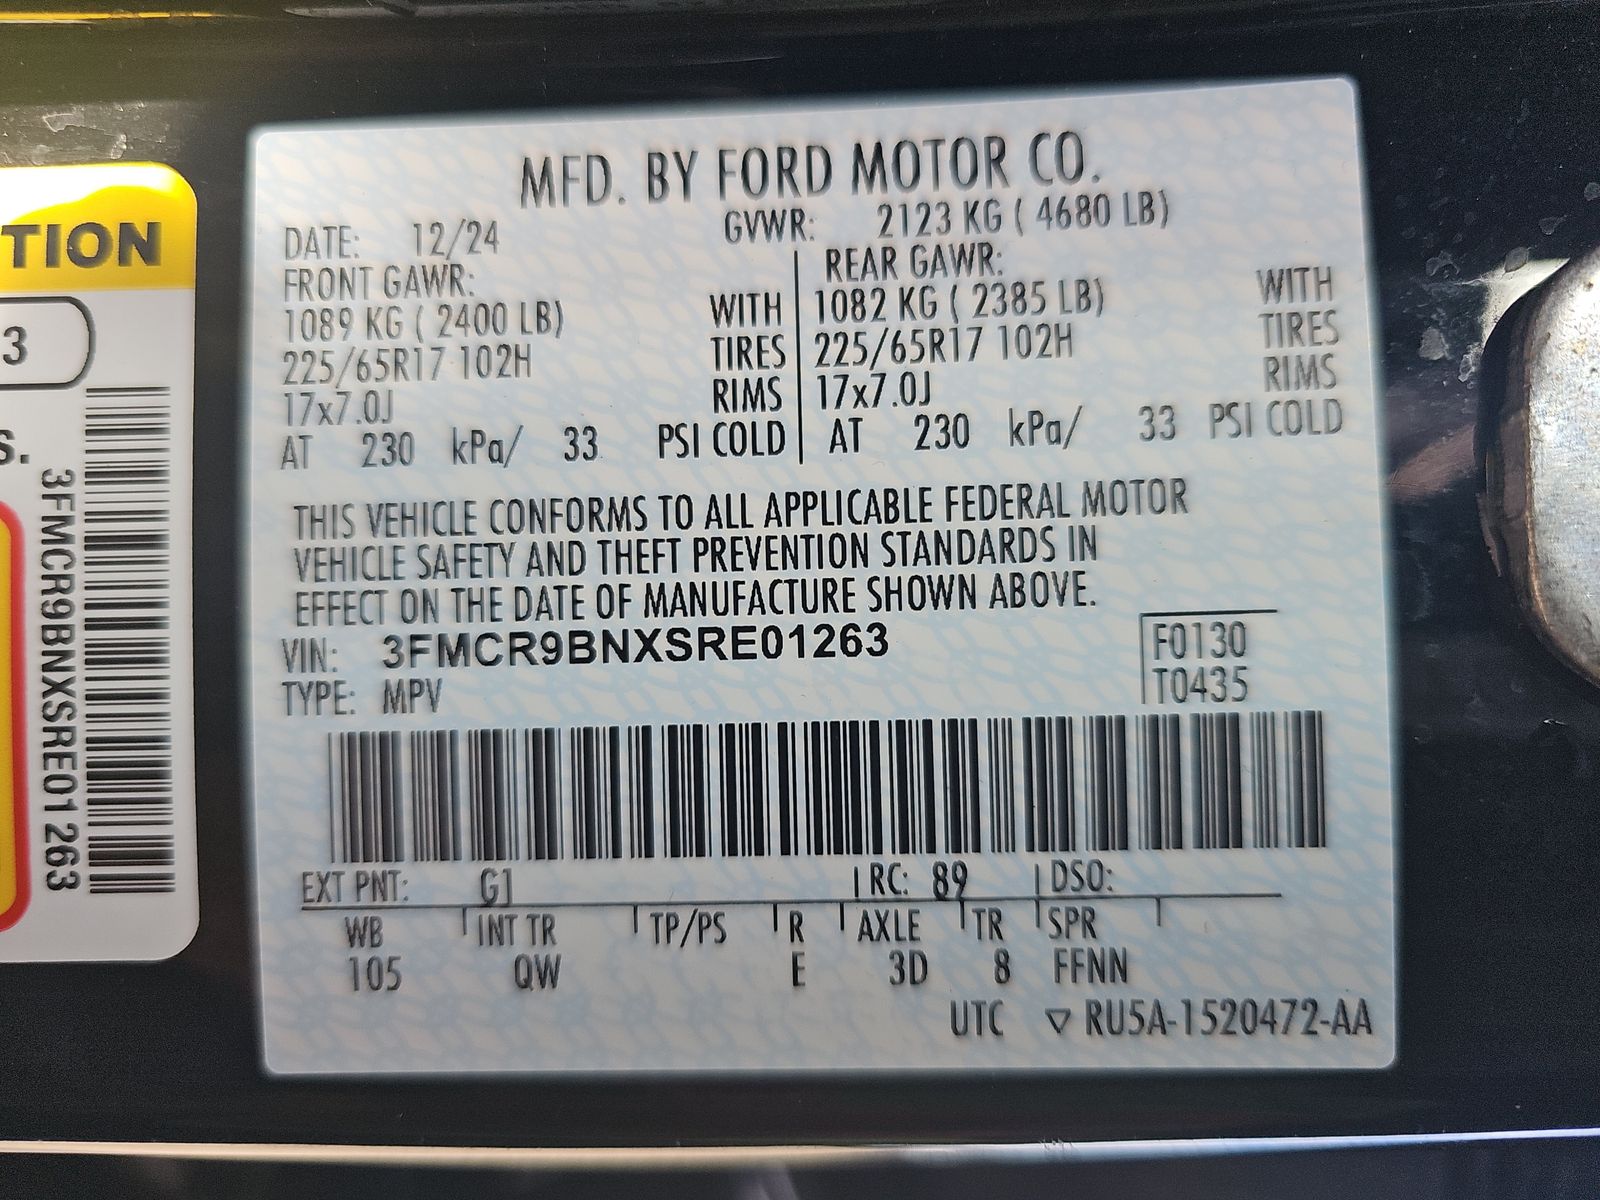 TION
3
S.
3FMCR9BNXSRE01263
MFD. BY FORD MOTOR CO.
DATE: 12/24 GVWR: 2123 KG ( 4680 LB)
FRONT GAWR: REAR GAWR:
1089 KG ( 2400 LB) WITH 1082 KG ( 2385 LB) WITH
225/65R17 102H TIRES 225/65R17 102H TIRES
17x7.0J RIMS 17x7.0J RIMS
AT 230 kPa/ 33 PSI COLD AT 230 kPa/ 33 PSI COLD
THIS VEHICLE CONFORMS TO ALL APPLICABLE FEDERAL MOTOR
VEHICLE SAFETY AND THEFT PREVENTION STANDARDS IN
EFFECT ON THE DATE OF MANUFACTURE SHOWN ABOVE.
VIN: 3FMCR9BNXSRE01263 F0130
TYPE: MPV T0435
EXT PNT: G1 RC: 89 DSO:
WB INT TR TP/PS R AXLE TR SPR
105 QW E 3D 8 FFNN
UTC ▽ RU5A-1520472-AA